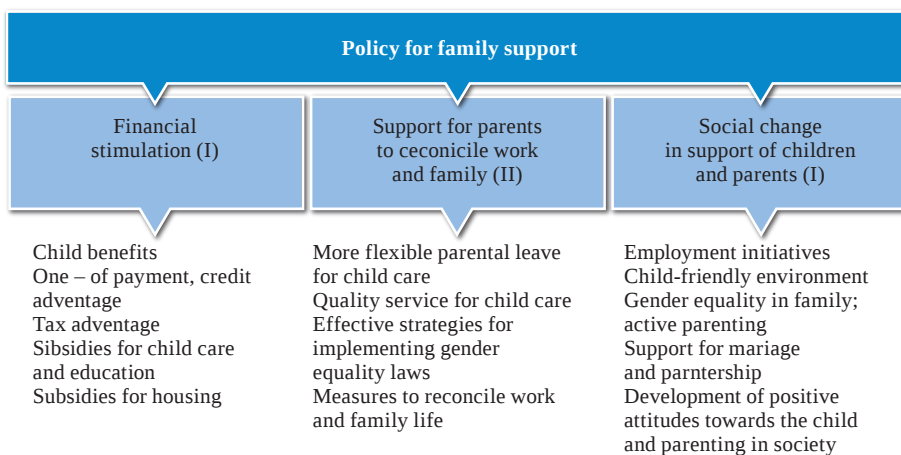 Policy for family support
Financial
stimulation (I)
Support for parents
to ceconicile work
and family (II)
Social change
in support of children
and parents (I)
Child benefits
One – of payment, credit
adventage
Tax adventage
Sibsidies for child care
and education
Subsidies for housing
More flexible parental leave
for child care
Quality service for child care
Effective strategies for
implementing gender
equality laws
Measures to reconcile work
and family life
Employment initiatives
Child-friendly environment
Gender equality in family;
active parenting
Support for mariage
and parntership
Development of positive
attitudes towards the child
and parenting in society